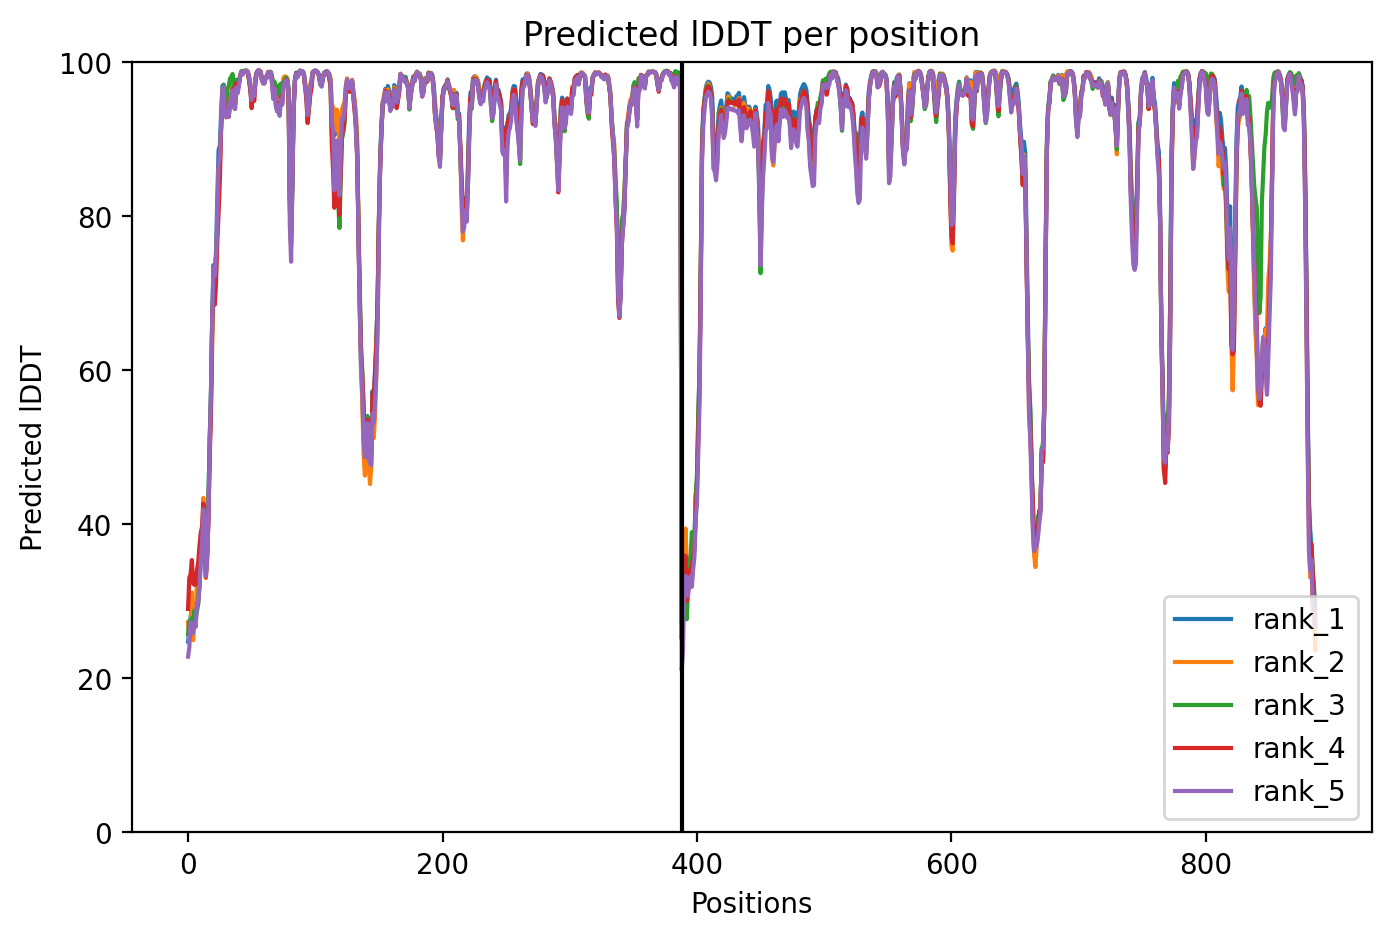 Predicted lDDT per position
Predicted lDDT
100
80
60
40
20
0
0 200 400 600 800
Positions
rank_1
rank_2
rank_3
rank_4
rank_5